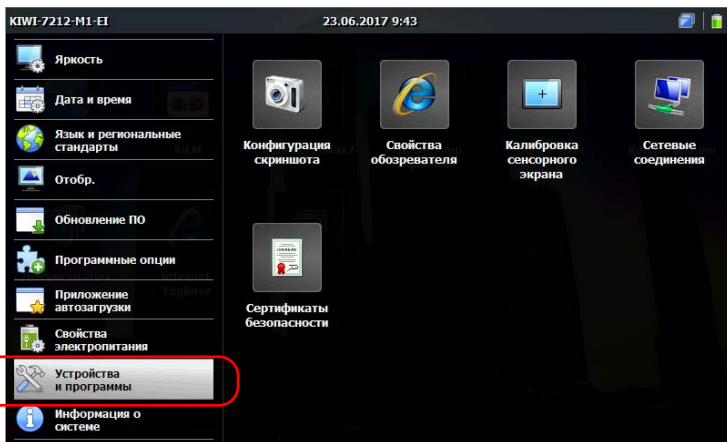 KIWI-7212-M1-EI
23.06.2017 9:43
Яркость
Дата и время
Язык и региональные
стандарты
Отобр.
Обновление ПО
Программные опции
Приложение
автозагрузки
Свойства
электропитания
Устройства
и программы
Информация о
системе
Конфигурация
скриншота
Свойства
обозревателя
Калибровка
сенсорного
экрана
Сетевые
соединения
Сертификаты
безопасности
Internet
Explorer